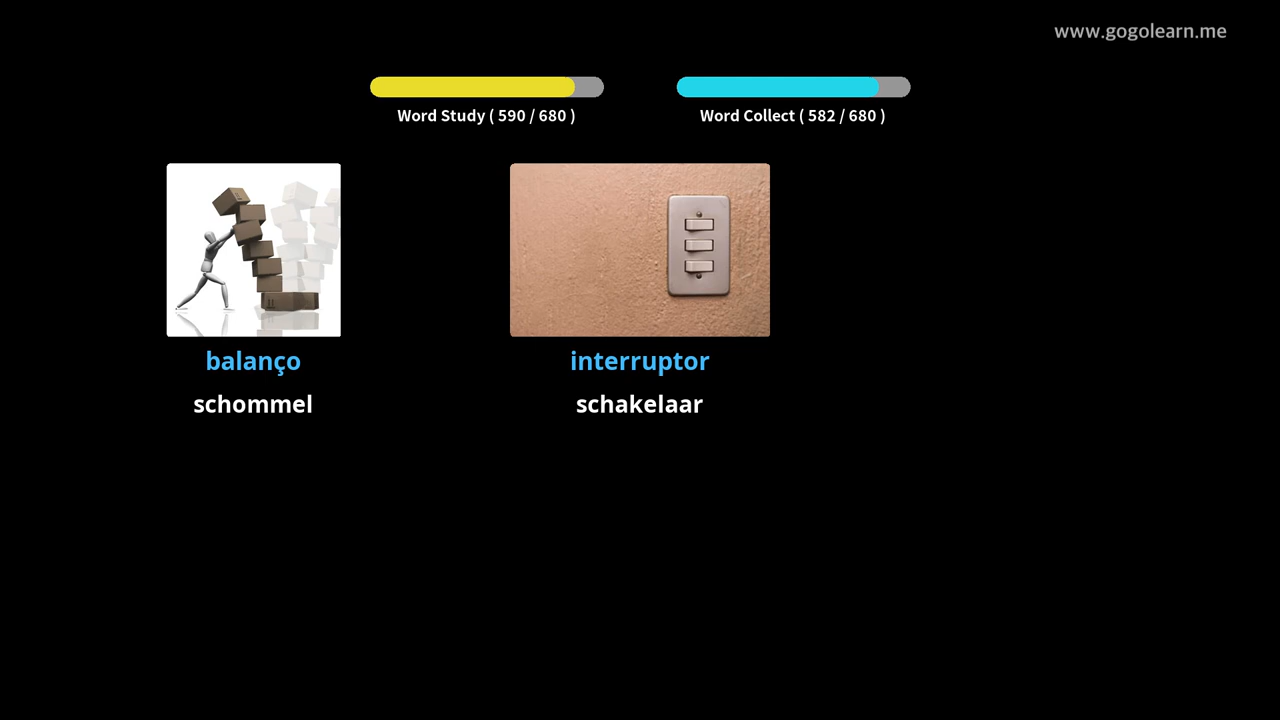 www.gogolearn.me
Word Study ( 590 / 680 )
Word Collect ( 582 / 680 )
balanço
interruptor
schommel
schakelaar